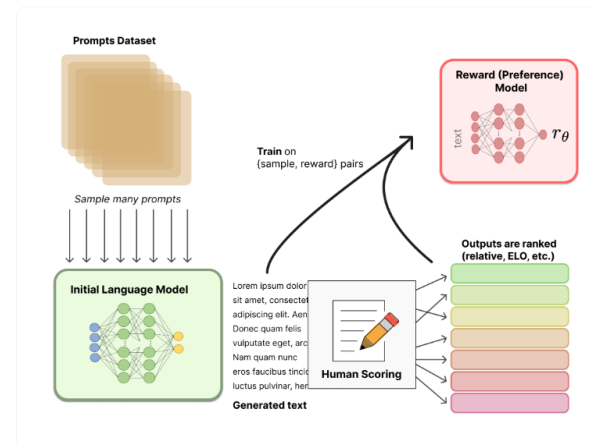 Prompts Dataset
Sample many prompts
Initial Language Model
Lorem ipsum dolor
sit amet, consectet
adipiscing elit. Aen
Donec quam felis
vulputate eget, arc
Nam quam nunc
eros faucibus tincid
luctus pulvinar, her
Generated text
Train on
{sample, reward} pairs
Human Scoring
Reward (Preference)
Model
text
rθ
Outputs are ranked
(relative, ELO, etc.)